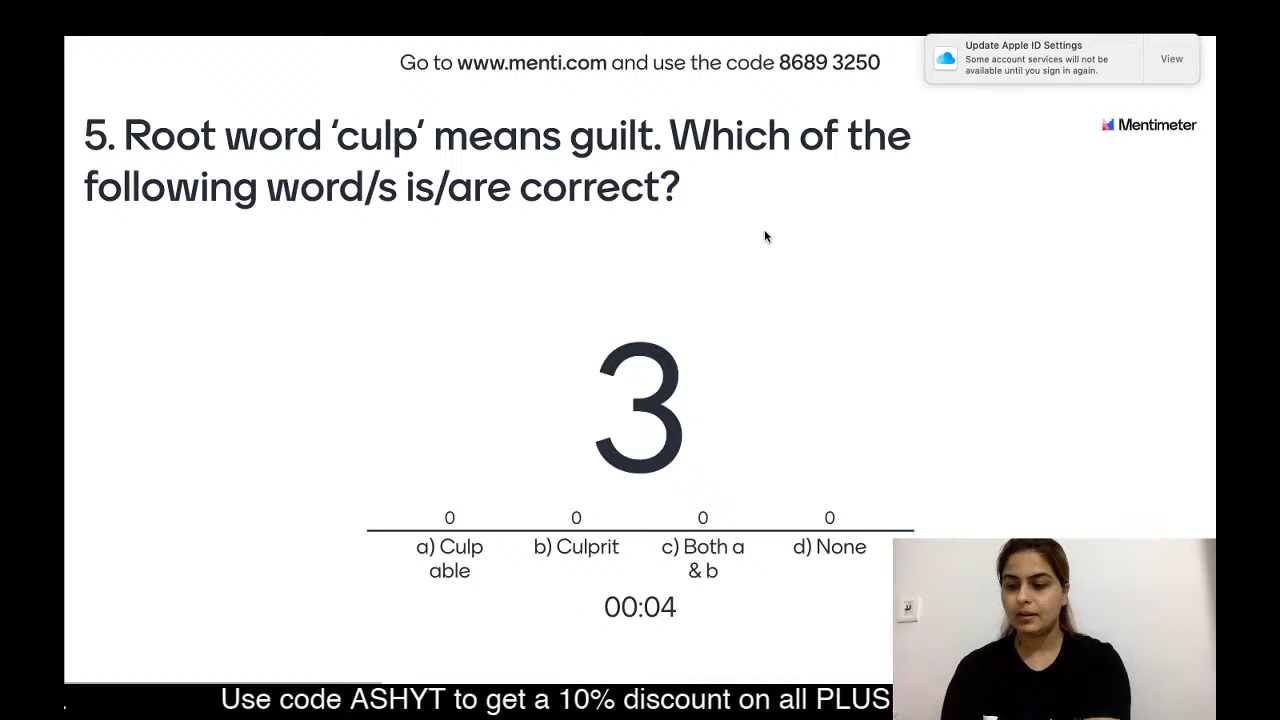 Go to www.menti.com and use the code 8689 3250
Update Apple ID Settings
Some account services will not be
available until you sign in again.
View
Mentimeter
5. Root word ‘culp’ means guilt. Which of the
following word/s is/are correct?
3
0 0 0 0
a) Culp b) Culprit c) Both a d) None
able & b
00:04
. Use code ASHYT to get a 10% discount on all PLUS